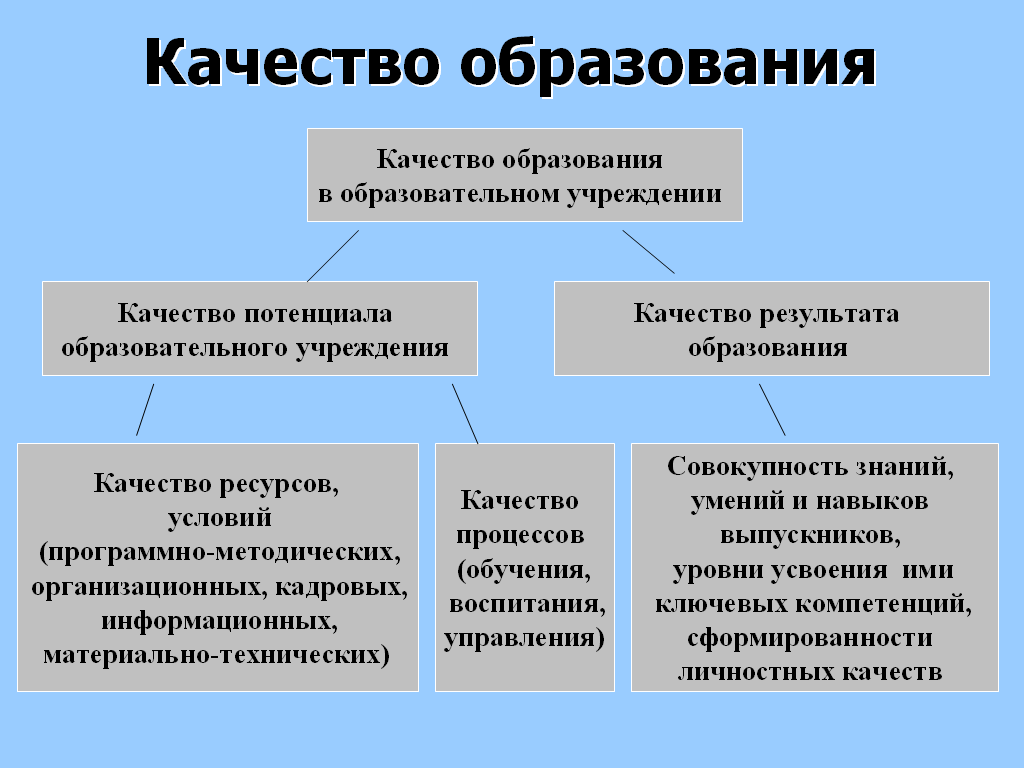 Качество образования
Качество образования
в образовательном учреждении
Качество потенциала
образовательного учреждения
Качество результата
образования
Качество ресурсов,
условий
(программно-методических,
организационных, кадровых,
информационных,
материально-технических)
Качество
процессов
(обучения,
воспитания,
управления)
Совокупность знаний,
умений и навыков
выпускников,
уровни усвоения ими
ключевых компетенций,
сформированности
личностных качеств